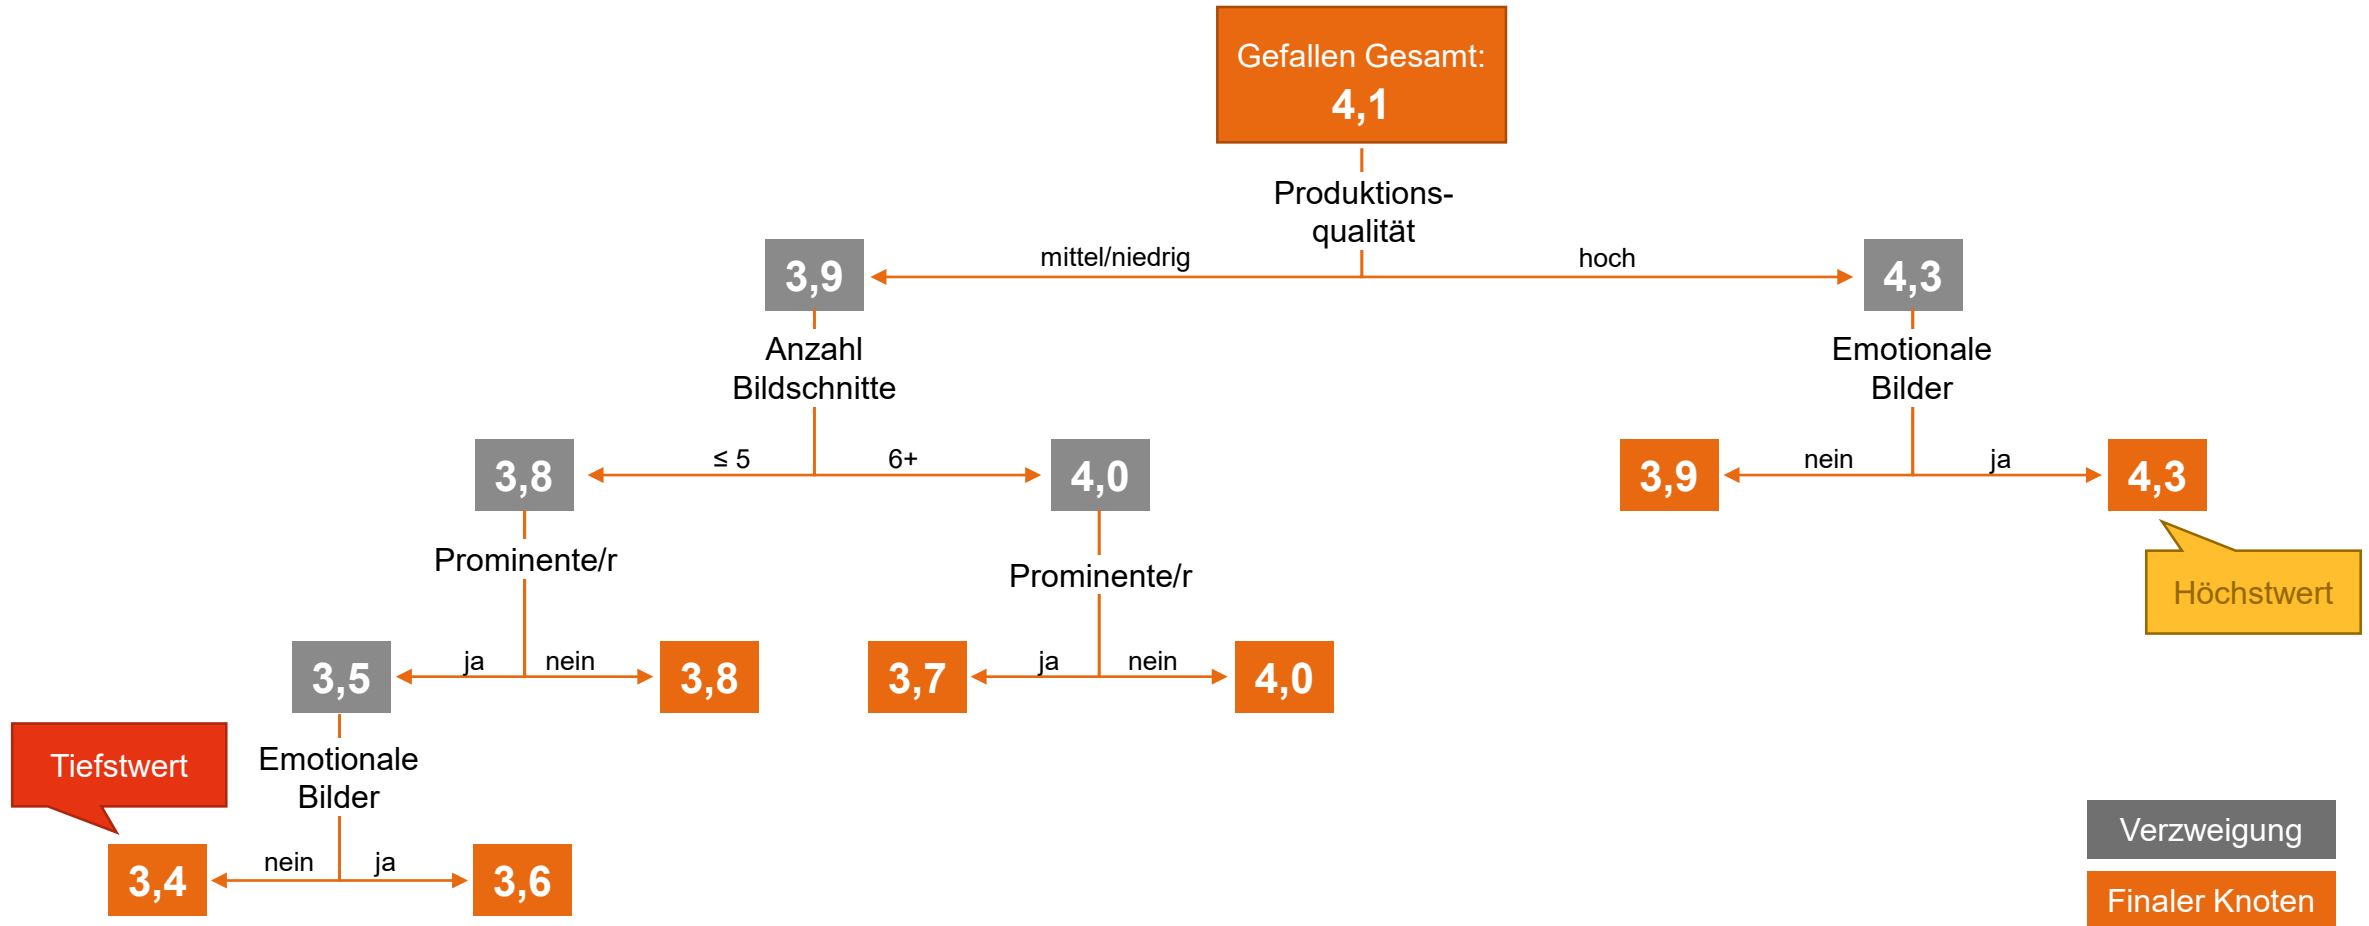 Gefallen Gesamt:
4,1
Produktions-
qualität
mittel/niedrig
hoch
3,9
4,3
Anzahl
Bildschnitte
Emotionale
Bilder
≤ 5
6+
nein
ja
3,8
4,0
3,9
4,3
Prominente/r
Prominente/r
Höchstwert
ja
nein
ja
nein
3,5
3,8
3,7
4,0
Tiefstwert
Emotionale
Bilder
nein
ja
3,4
3,6
Verzweigung
Finaler Knoten